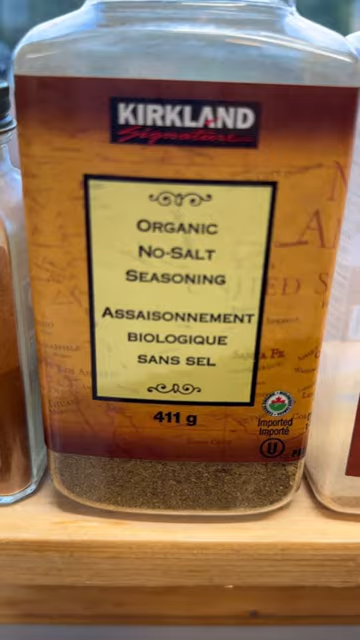 KIRKLAND
Signature
ORGANIC
NO-SALT
SEASONING
ASSAISONNEMENT
BIOLOGIQUE
SANS SEL
411 g
Imported
Importé
U